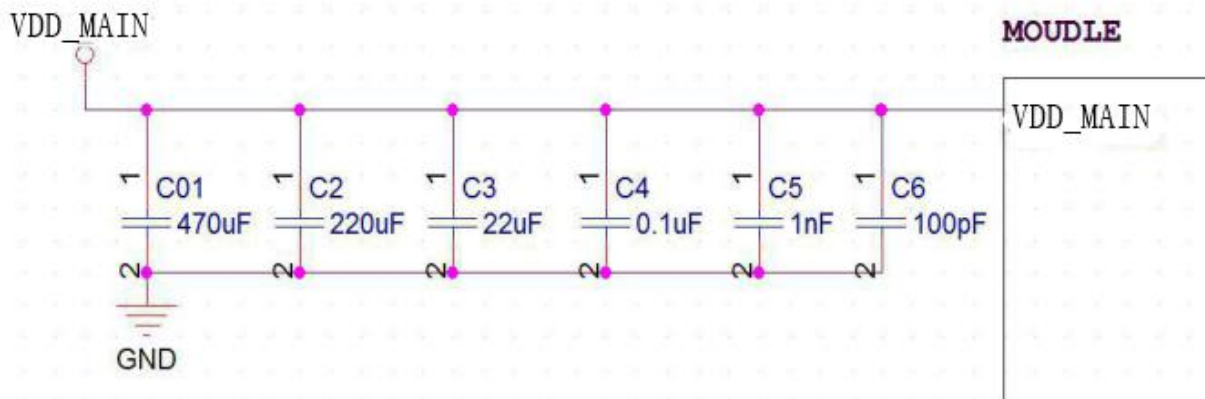 VDD_MAIN
MOUDLE
VDD_MAIN
1 C01 1 C2 1 C3 1 C4 1 C5 1 C6
470uF 220uF 22uF 0.1uF 1nF 100pF
2 2 2 2 2 2
GND